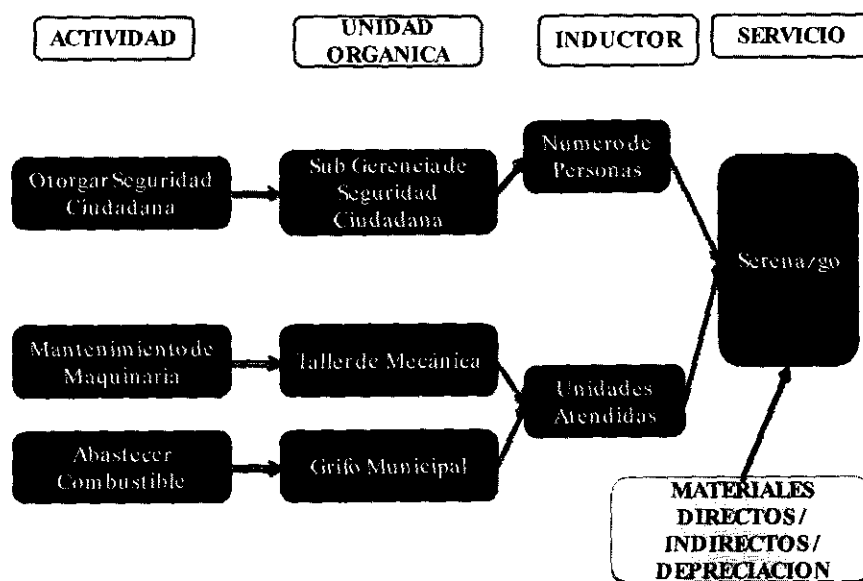 ACTIVIDAD
UNIDAD
ORGANICA
INDUCTOR
SERVICIO
Otorgar Seguridad
Ciudadana
Sub Gerencia de
Seguridad
Ciudadana
Numero de
Personas
Serenazgo
Mantenimiento de
Maquinaria
Taller de Mecánica
Unidades
Atendidas
Abastecer
Combustible
Grifo Municipal
MATERIALES
DIRECTOS /
INDIRECTOS /
DEPRECIACION